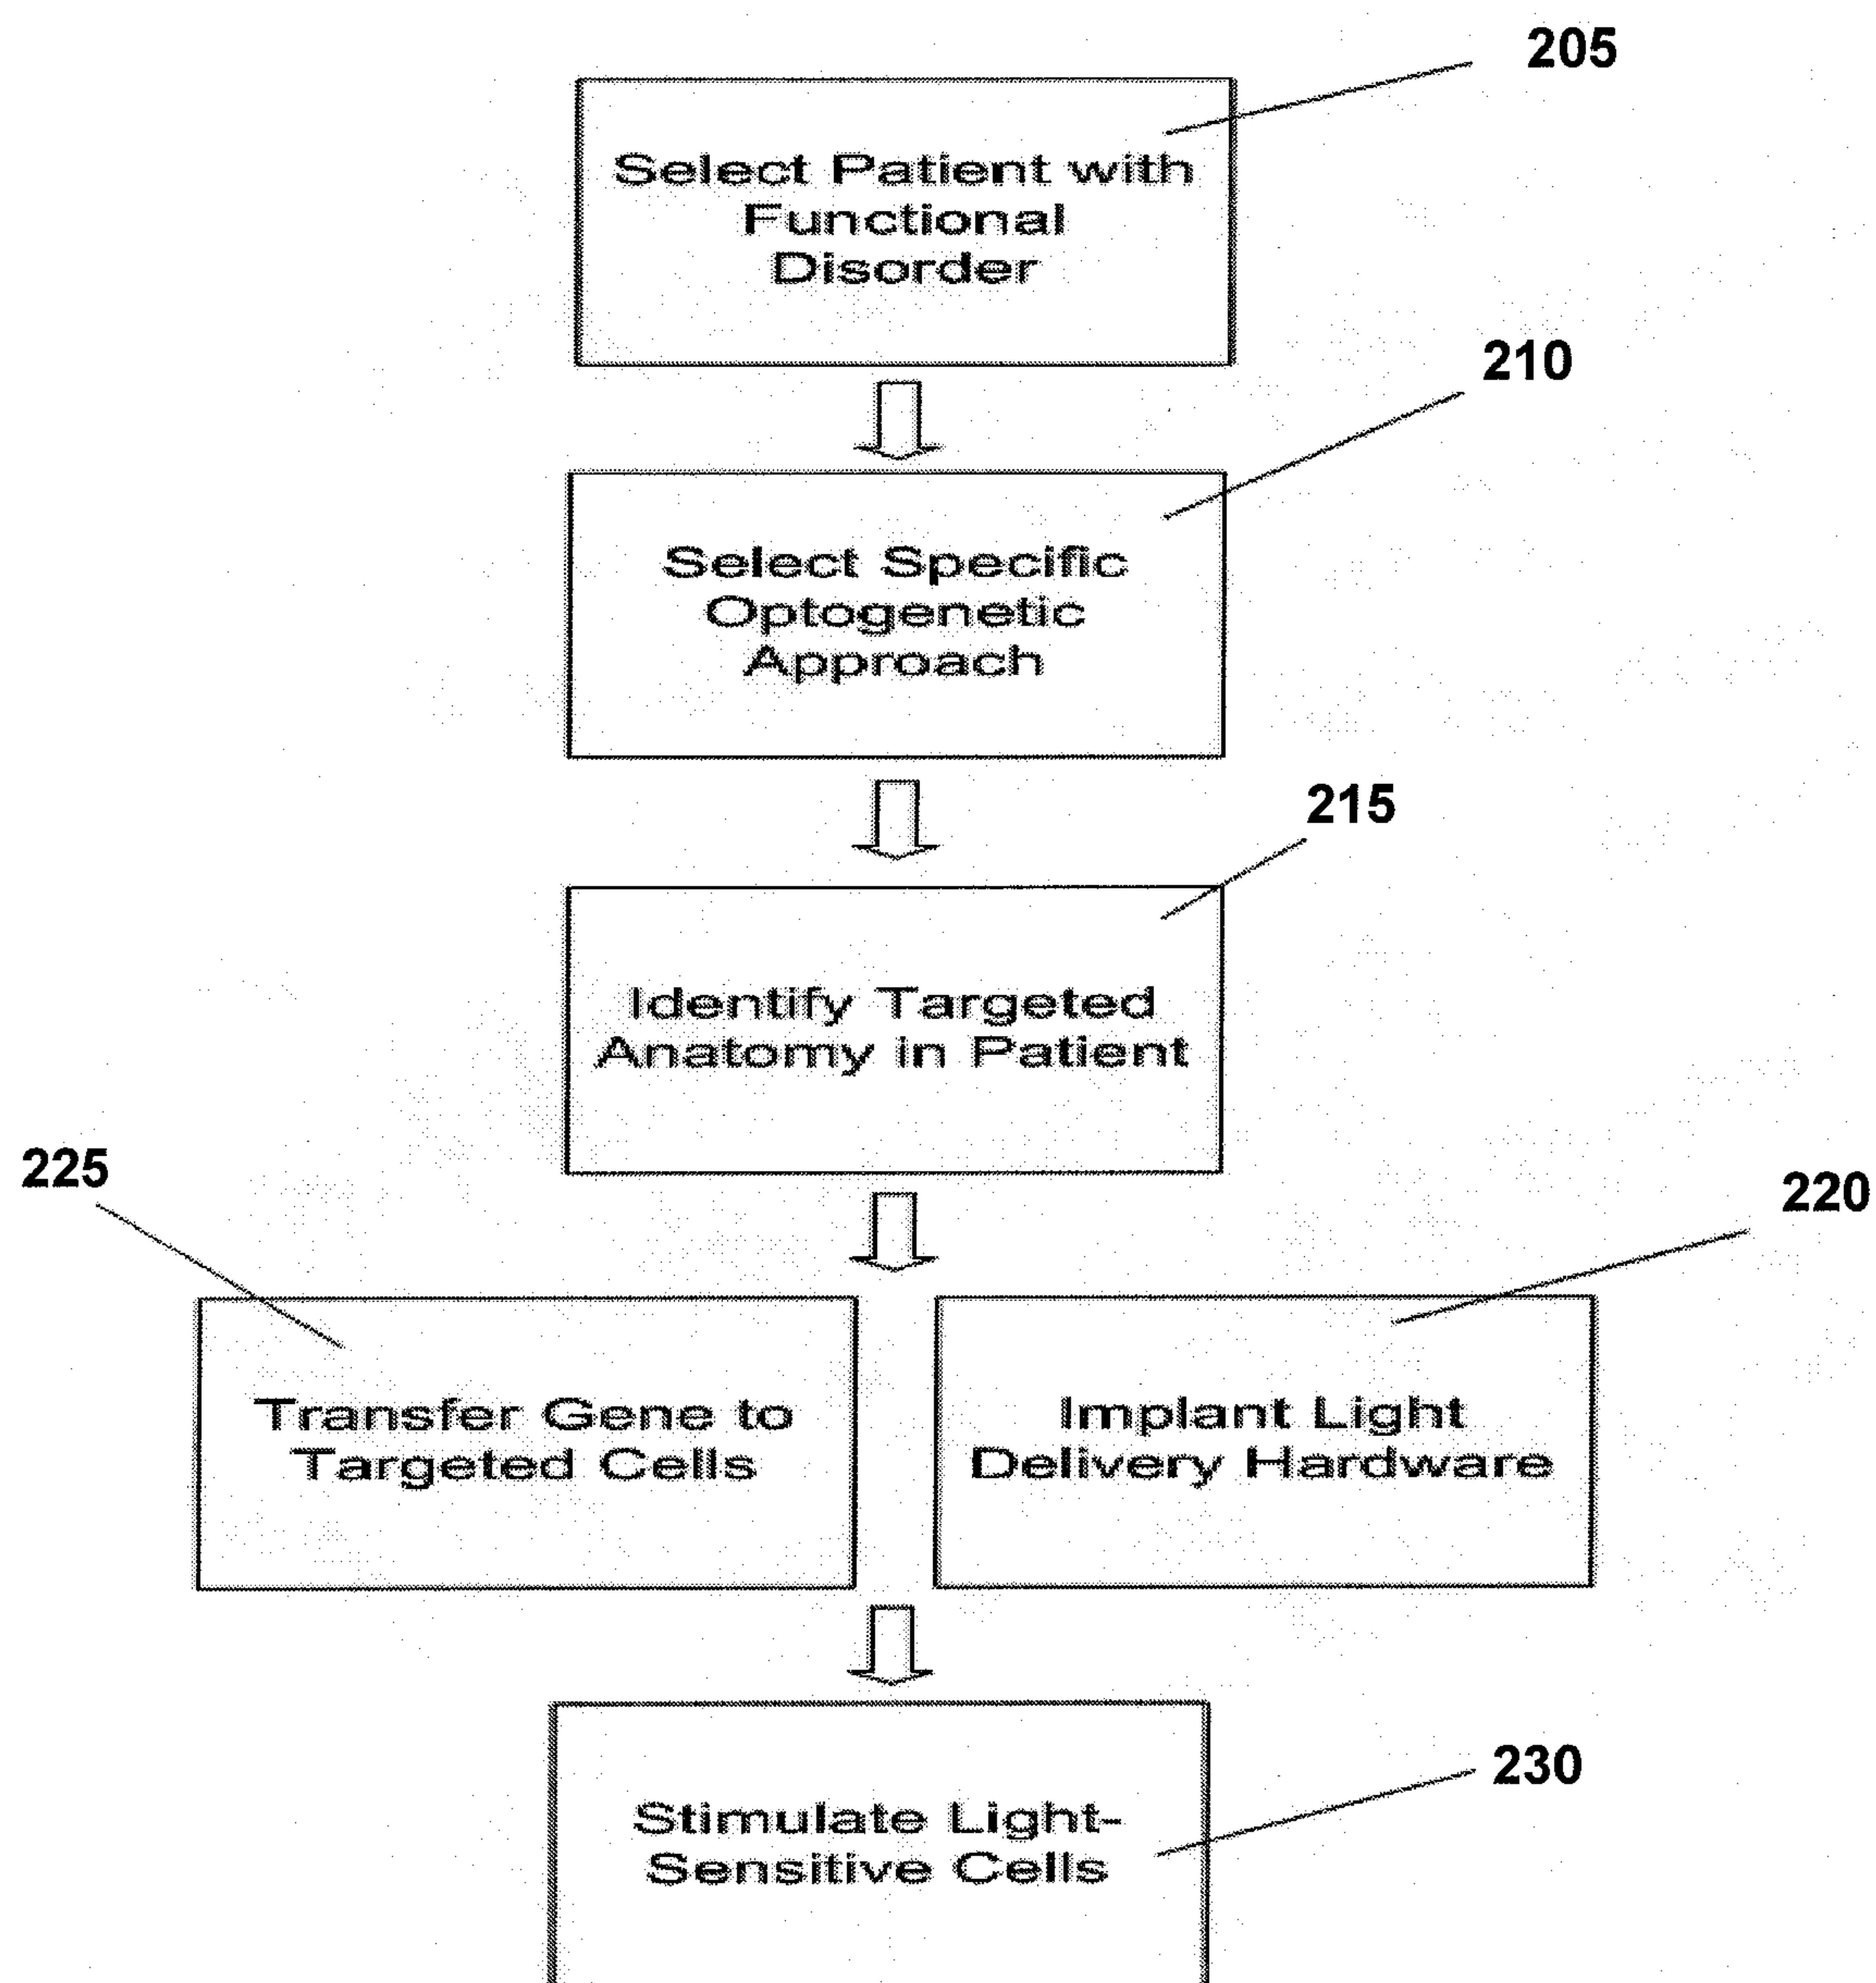 205
Select Patient with
Functional
Disorder
210
Select Specific
Optogenetic
Approach
215
Identify Targeted
Anatomy in Patient
225
220
Transfer Gene to
Targeted Cells
Implant Light
Delivery Hardware
230
Stimulate Light-
Sensitive Cells